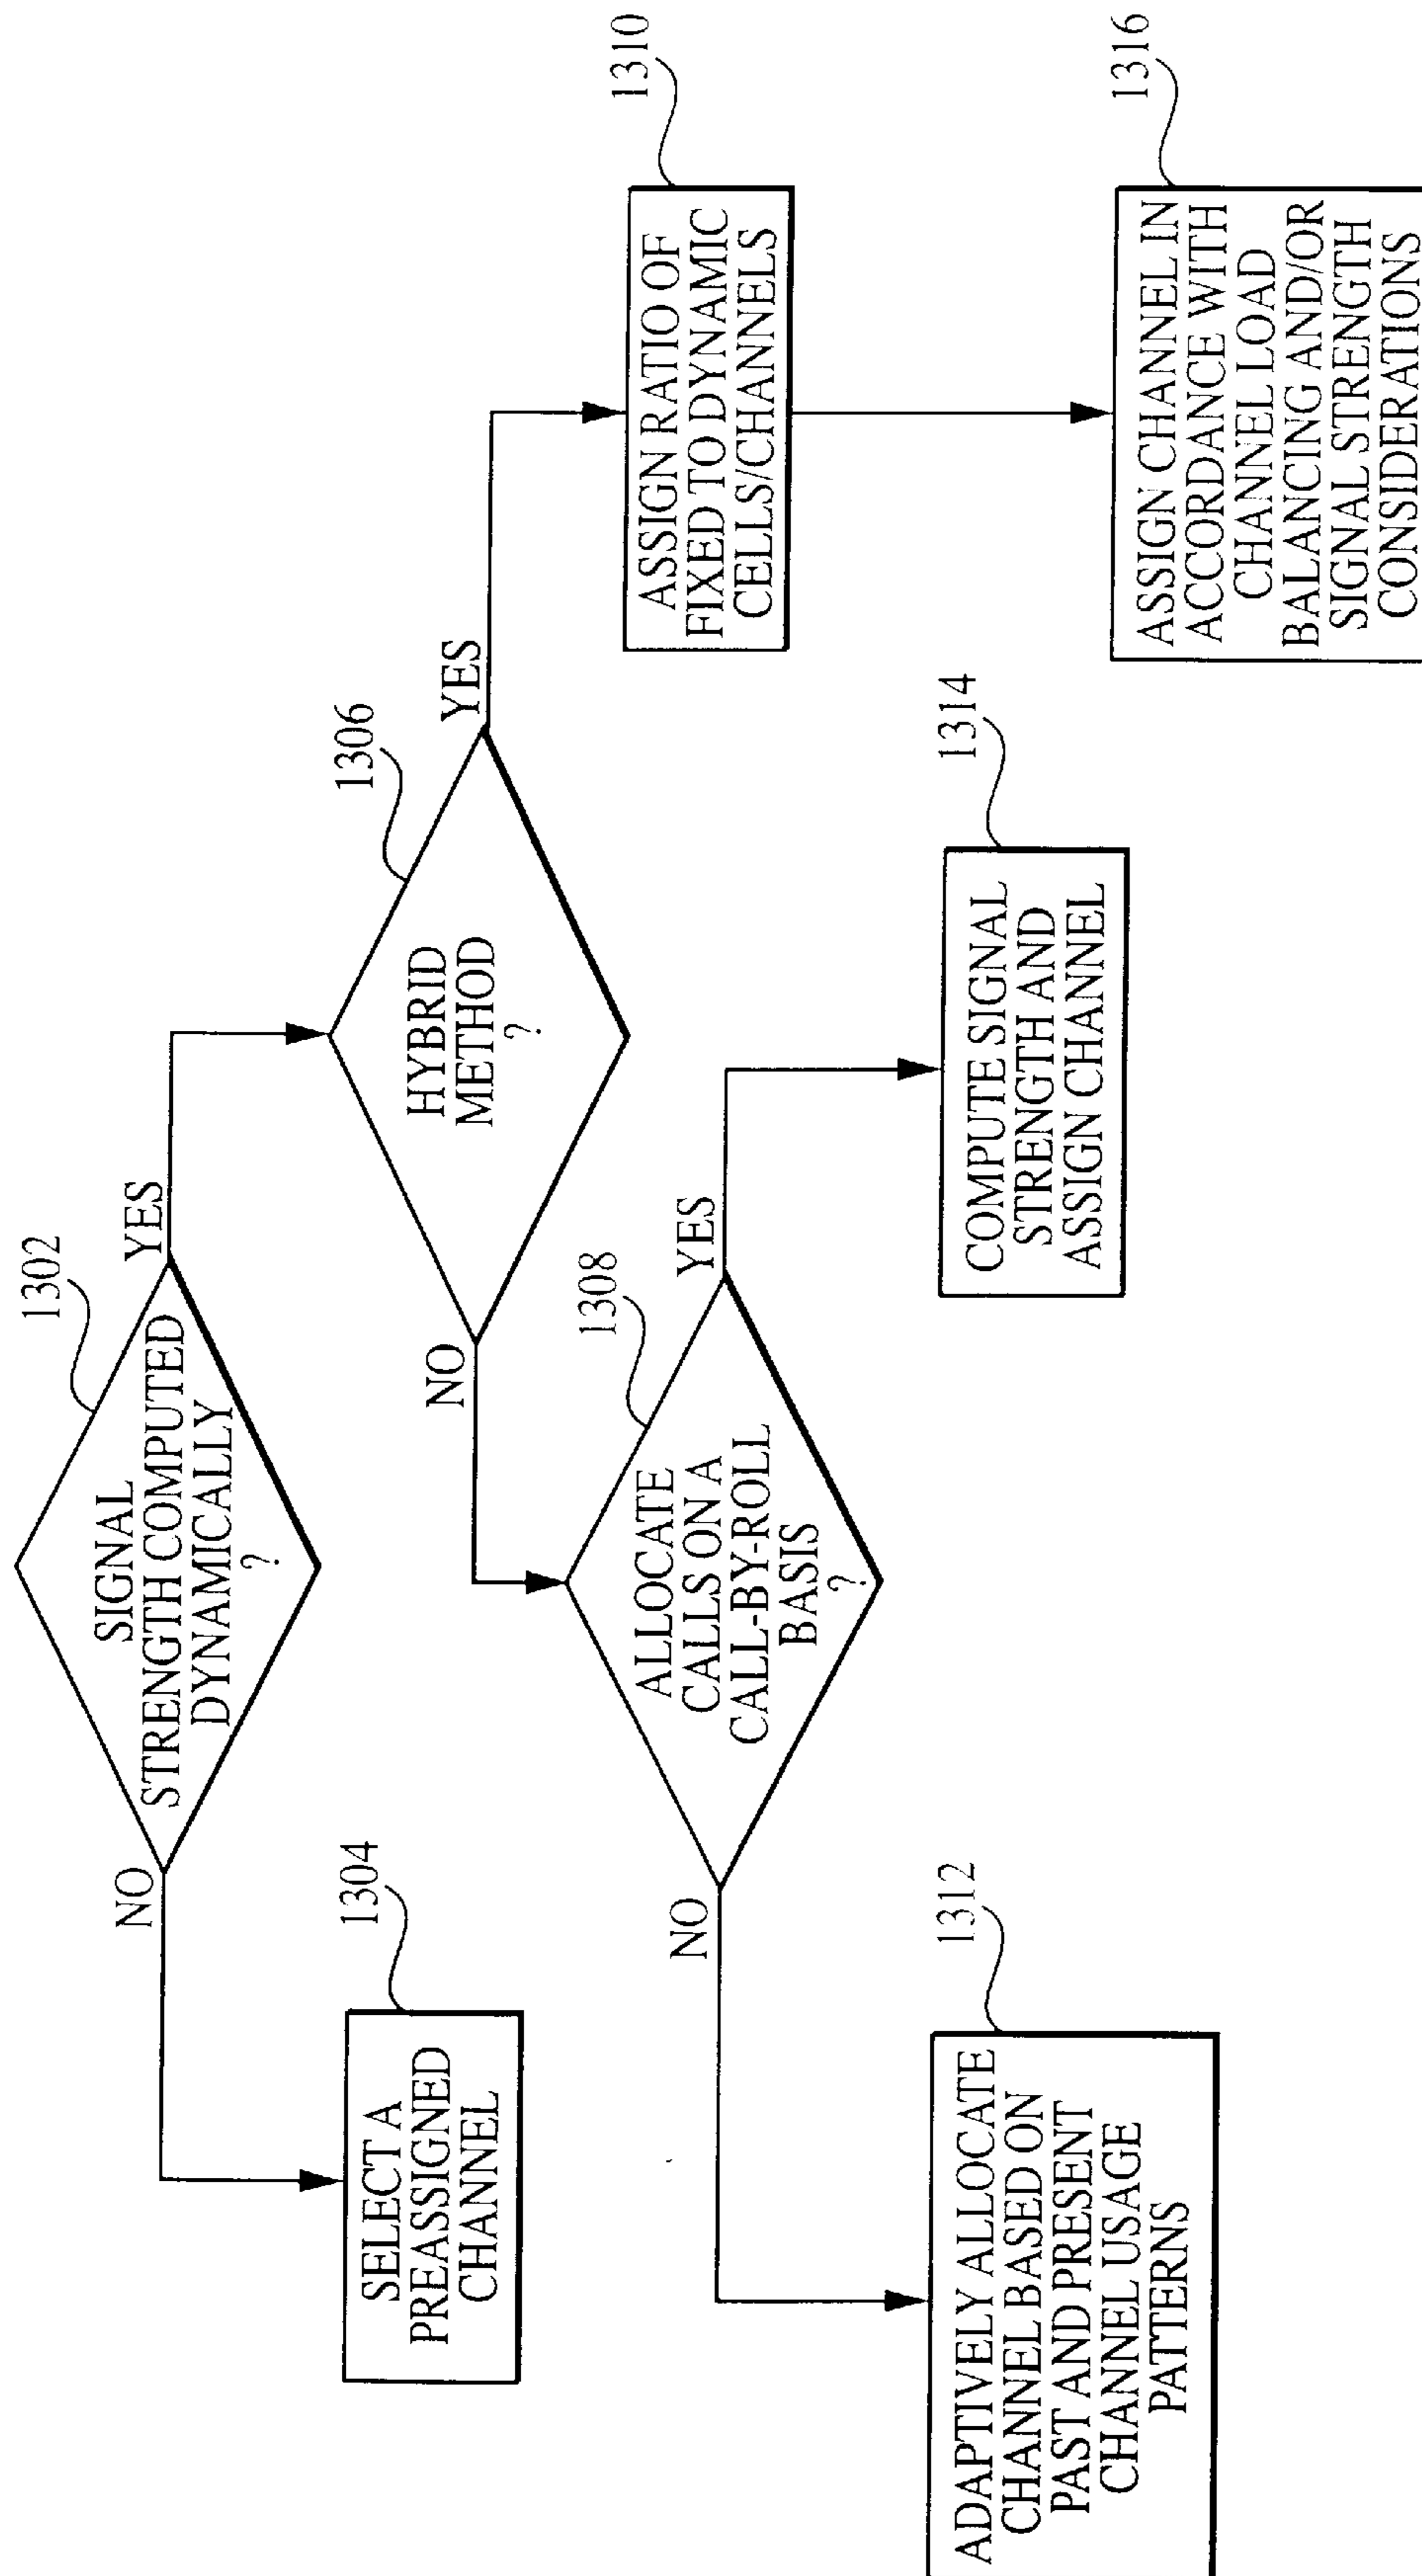 1302
SIGNAL
STRENGTH COMPUTED
DYNAMICALLY
?
NO
YES
1304
SELECT A
PREASSIGNED
CHANNEL
1306
HYBRID
METHOD
?
NO
YES
1308
ALLOCATE
CALLS ON A
CALL-BY-ROLL
BASIS
?
NO
YES
1310
ASSIGN RATIO OF
FIXED TO DYNAMIC
CELLS/CHANNELS
1312
ADAPTIVELY ALLOCATE
CHANNEL BASED ON
PAST AND PRESENT
CHANNEL USAGE
PATTERNS
1314
COMPUTE SIGNAL
STRENGTH AND
ASSIGN CHANNEL
1316
ASSIGN CHANNEL IN
ACCORDANCE WITH
CHANNEL LOAD
BALANCING AND/OR
SIGNAL STRENGTH
CONSIDERATIONS